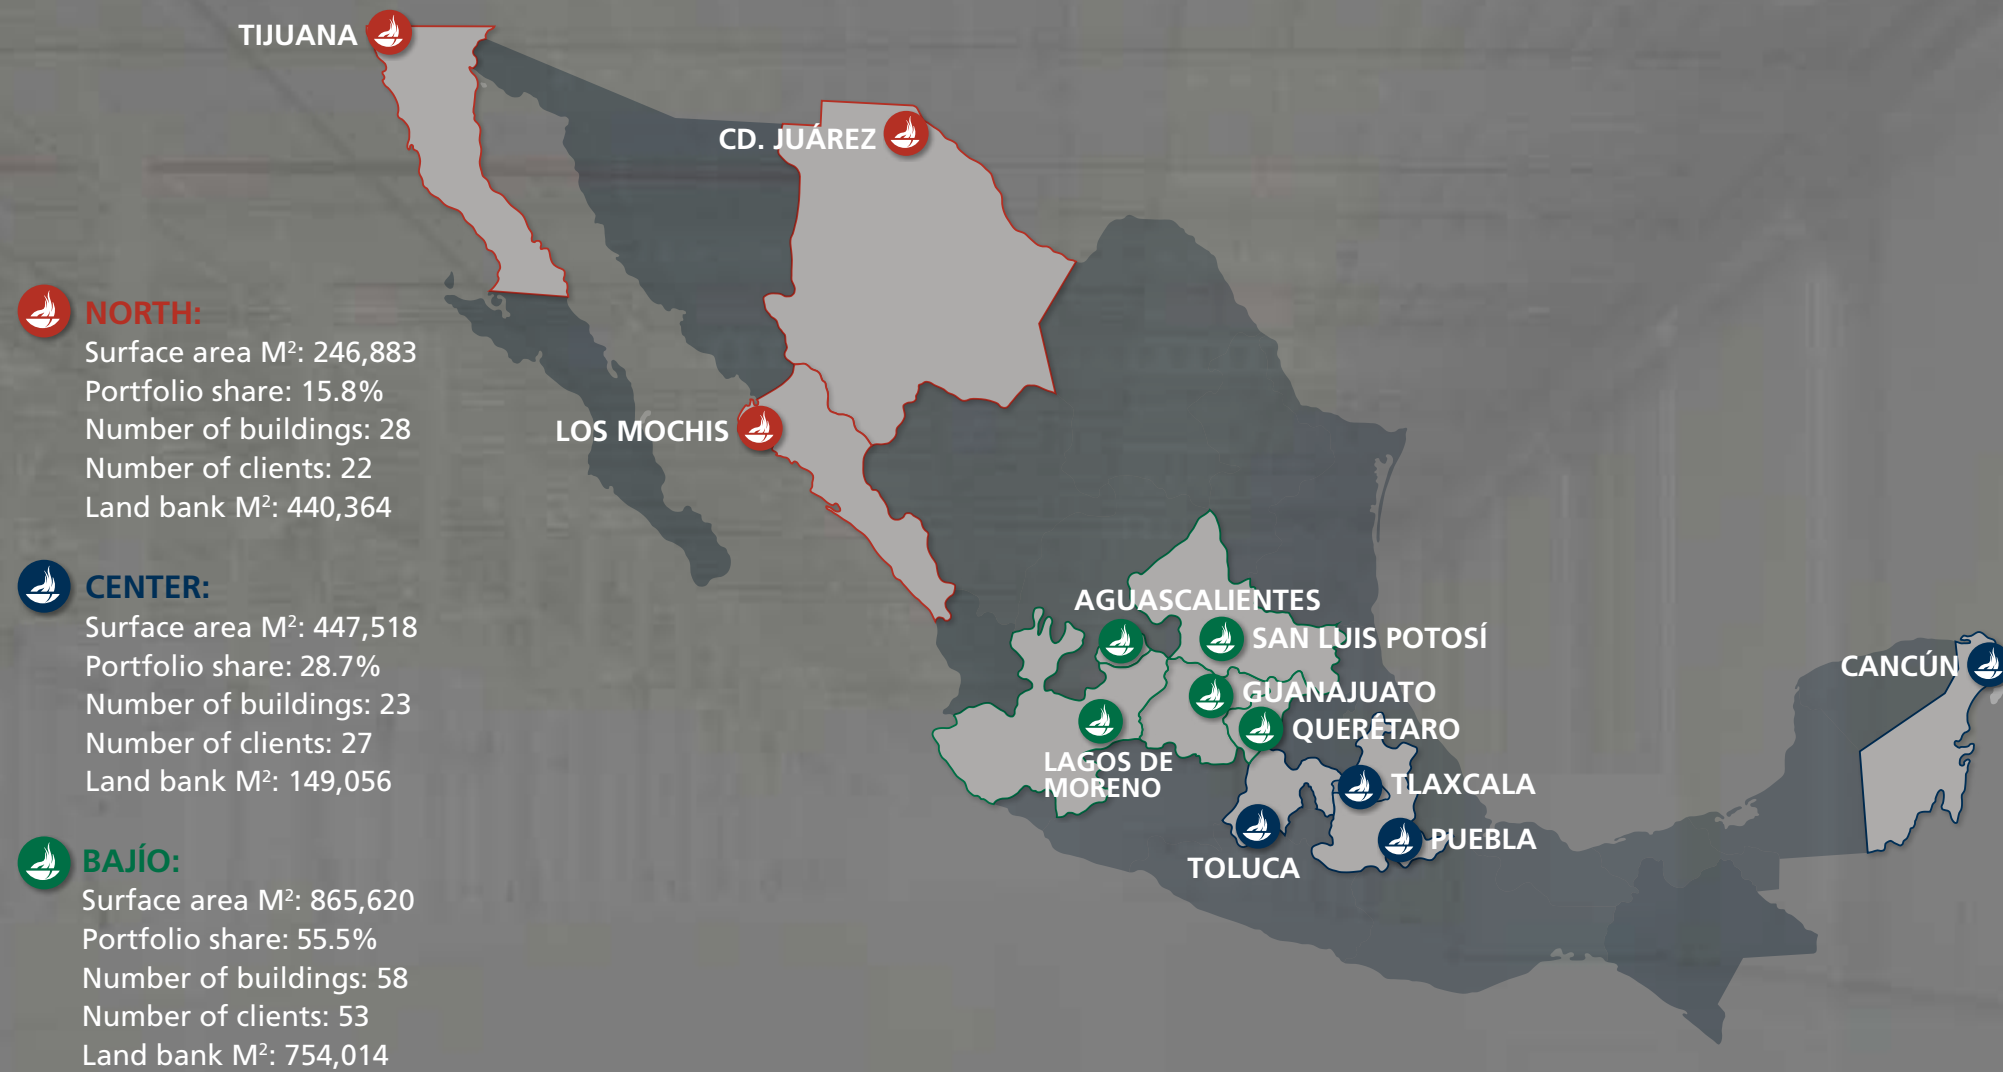 TIJUANA
CD. JUÁREZ
NORTH:
Surface area M²: 246,883
Portfolio share: 15.8%
Number of buildings: 28
Number of clients: 22
Land bank M²: 440,364
LOS MOCHIS
CENTER:
Surface area M²: 447,518
Portfolio share: 28.7%
Number of buildings: 23
Number of clients: 27
Land bank M²: 149,056
BAJÍO:
Surface area M²: 865,620
Portfolio share: 55.5%
Number of buildings: 58
Number of clients: 53
Land bank M²: 754,014
AGUASCALIENTES
SAN LUIS POTOSÍ
GUANAJUATO
QUERÉTARO
LAGOS DE
MORENO
TLAXCALA
PUEBLA
TOLUCA
CANCÚN